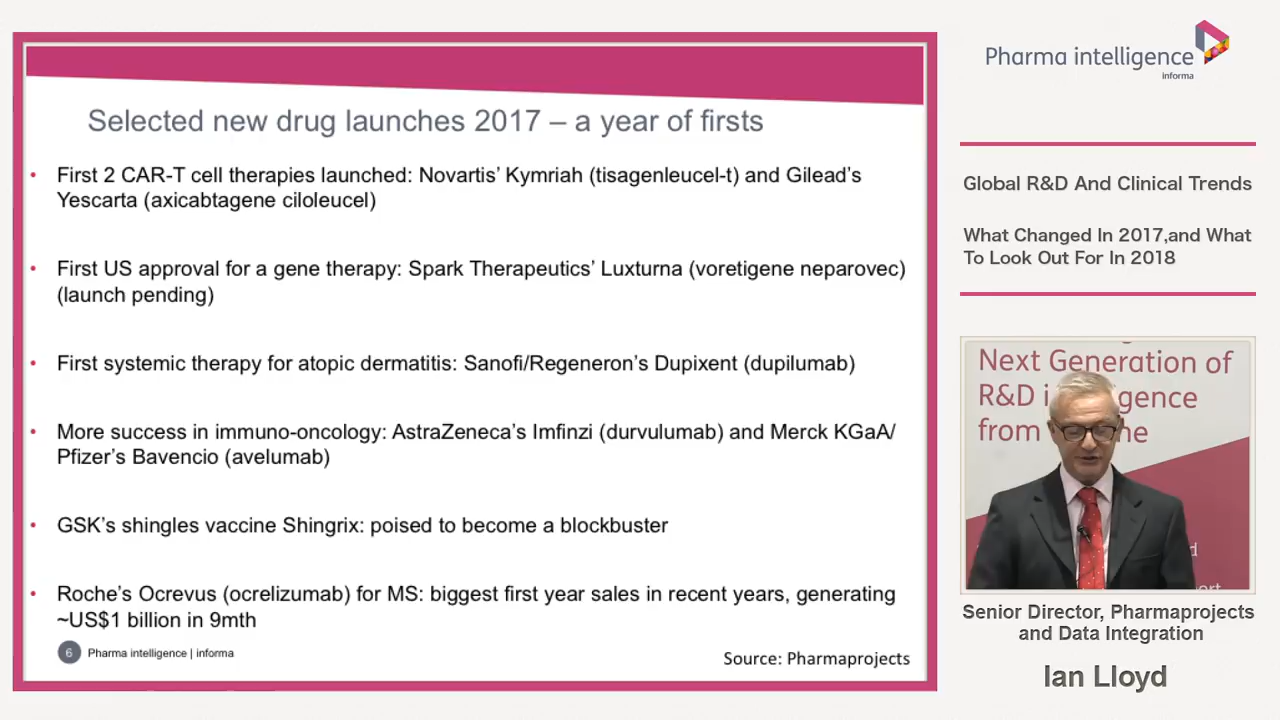 Selected new drug launches 2017 – a year of firsts
• First 2 CAR-T cell therapies launched: Novartis’ Kymriah (tisagenleucel-t) and Gilead’s
Yescarta (axicabtagene ciloleucel)
• First US approval for a gene therapy: Spark Therapeutics’ Luxturna (voretigene neparovec)
(launch pending)
• First systemic therapy for atopic dermatitis: Sanofi/Regeneron’s Dupixent (dupilumab)
• More success in immuno-oncology: AstraZeneca’s Imfinzi (durvulumab) and Merck KGaA/
Pfizer’s Bavencio (avelumab)
• GSK’s shingles vaccine Shingrix: poised to become a blockbuster
• Roche’s Ocrevus (ocrelizumab) for MS: biggest first year sales in recent years, generating
~US$1 billion in 9mth
6 Pharma intelligence | informa
Source: Pharmaprojects
Pharma intelligence
informa
Global R&D And Clinical Trends
What Changed In 2017,and What
To Look Out For In 2018
Next Generation of
R&D
from
Senior Director, Pharmaprojects
and Data Integration
Ian Lloyd